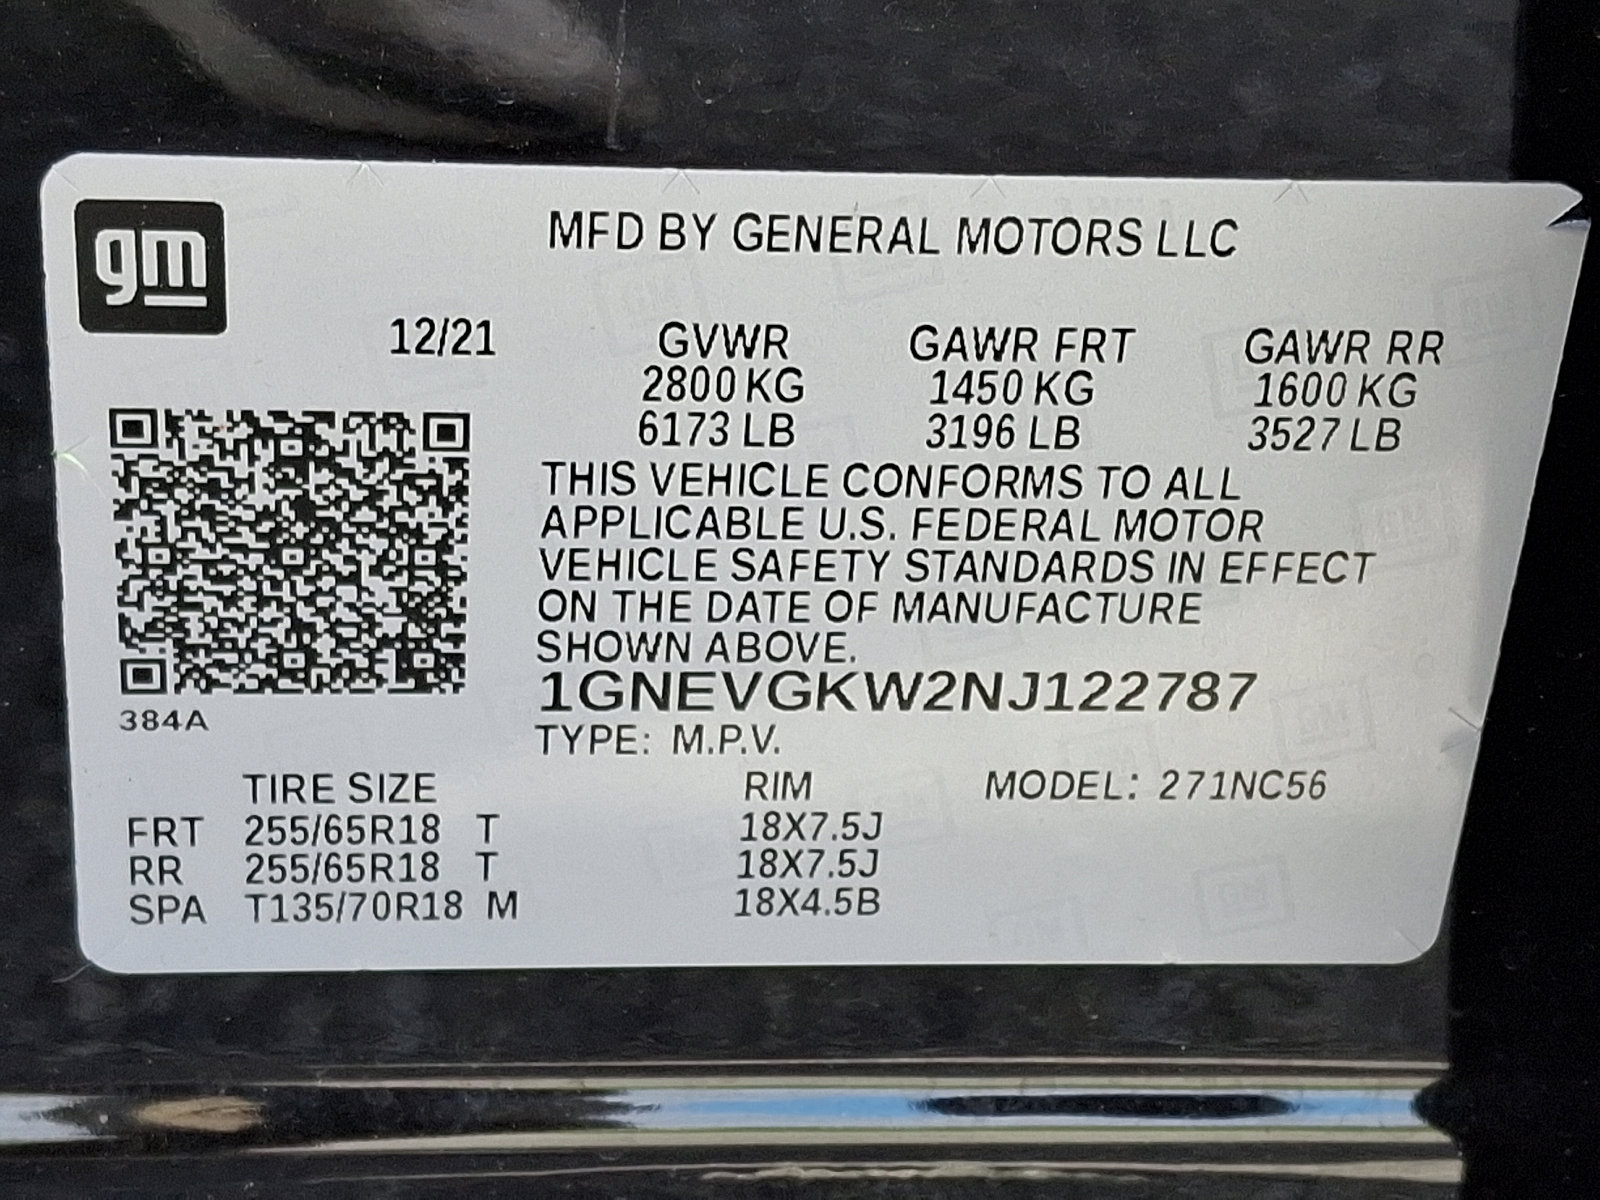 gm
MFD BY GENERAL MOTORS LLC
12/21 GVWR GAWR FRT GAWR RR
2800 KG 1450 KG 1600 KG
6173 LB 3196 LB 3527 LB
THIS VEHICLE CONFORMS TO ALL
APPLICABLE U.S. FEDERAL MOTOR
VEHICLE SAFETY STANDARDS IN EFFECT
ON THE DATE OF MANUFACTURE
SHOWN ABOVE.
1GNEVGKW2NJ122787
384A
TYPE: M.P.V.
TIRE SIZE RIM MODEL: 271NC56
FRT 255/65R18 T 18X7.5J
RR 255/65R18 T 18X7.5J
SPA T135/70R18 M 18X4.5B